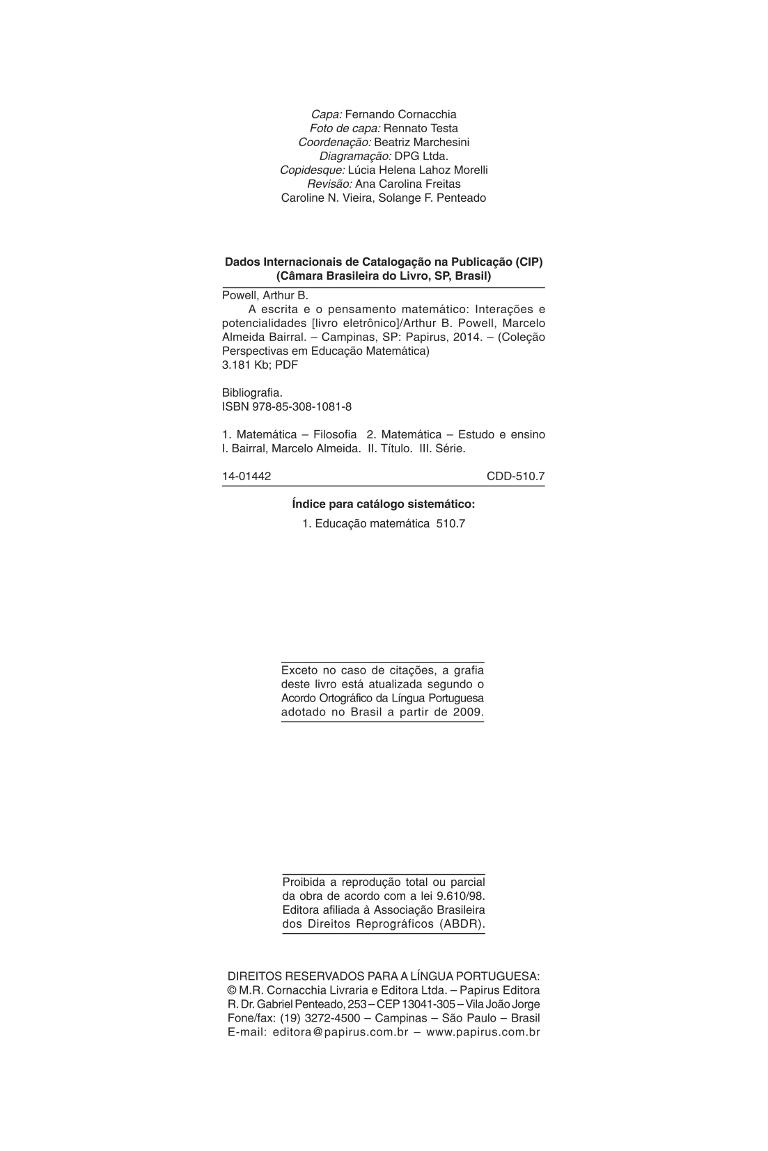 Capa: Fernando Cornacchia
Foto de capa: Rennato Testa
Coordenação: Beatriz Marchesini
Diagramação: DPG Ltda.
Copidesque: Lúcia Helena Lahoz Morelli
Revisão: Ana Carolina Freitas
Caroline N. Vieira, Solange F. Penteado
Dados Internacionais de Catalogação na Publicação (CIP)
(Câmara Brasileira do Livro, SP, Brasil)
Powell, Arthur B.
A escrita e o pensamento matemático: Interações e
potencialidades [livro eletrônico]/Arthur B. Powell, Marcelo
Almeida Bairral. – Campinas, SP: Papirus, 2014. – (Coleção
Perspectivas em Educação Matemática)
3.181 Kb; PDF
Bibliografia.
ISBN 978-85-308-1081-8
1. Matemática – Filosofia 2. Matemática – Estudo e ensino
I. Bairral, Marcelo Almeida. II. Título. III. Série.
14-01442 CDD-510.7
Índice para catálogo sistemático:
1. Educação matemática 510.7
Exceto no caso de citações, a grafia
deste livro está atualizada segundo o
Acordo Ortográfico da Língua Portuguesa
adotado no Brasil a partir de 2009.
Proibida a reprodução total ou parcial
da obra de acordo com a lei 9.610/98.
Editora afiliada à Associação Brasileira
dos Direitos Reprográficos (ABDR).
DIREITOS RESERVADOS PARA A LÍNGUA PORTUGUESA:
© M.R. Cornacchia Livraria e Editora Ltda. – Papirus Editora
R. Dr. Gabriel Penteado, 253 – CEP 13041-305 – Vila João Jorge
Fone/fax: (19) 3272-4500 – Campinas – São Paulo – Brasil
E-mail: editora@papirus.com.br – www.papirus.com.br